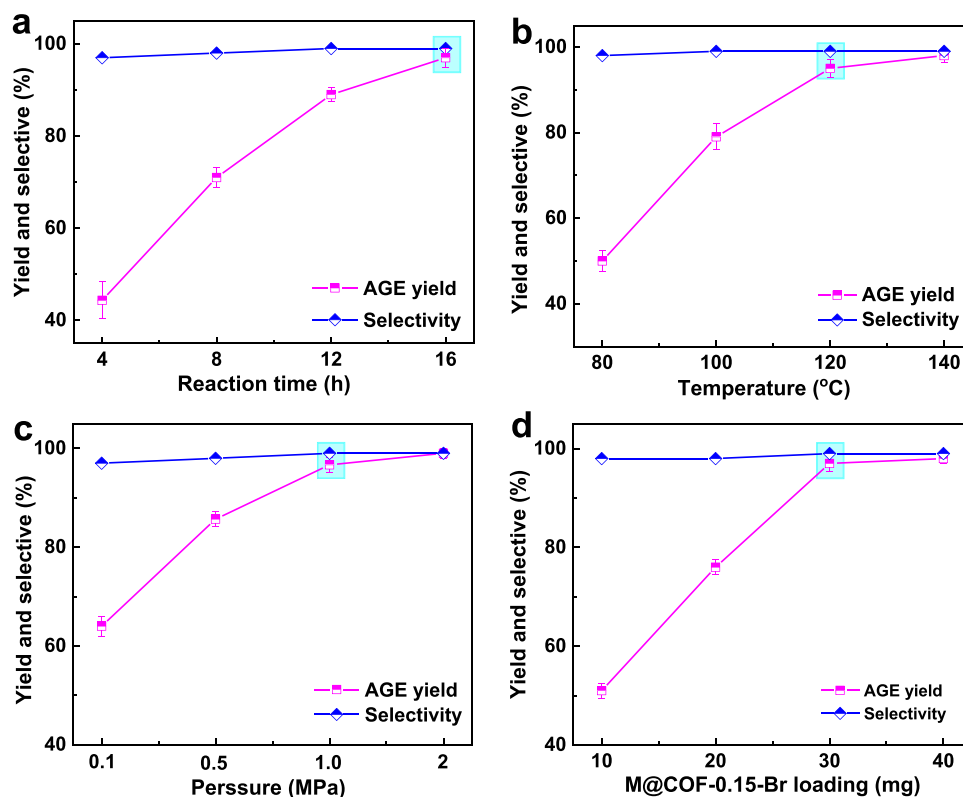 a
Yield and selective (%)
100
80
60
40
AGE yield
Selectivity
4
8
12
16
Reaction time (h)
b
Yield and selective (%)
100
80
60
40
AGE yield
Selectivity
80
100
120
140
Temperature (°C)
c
Yield and selective (%)
100
80
60
40
AGE yield
Selectivity
0.1
0.5
1.0
2
Perssure (MPa)
d
Yield and selective (%)
100
80
60
40
AGE yield
Selectivity
10
20
30
40
M@COF-0.15-Br loading (mg)